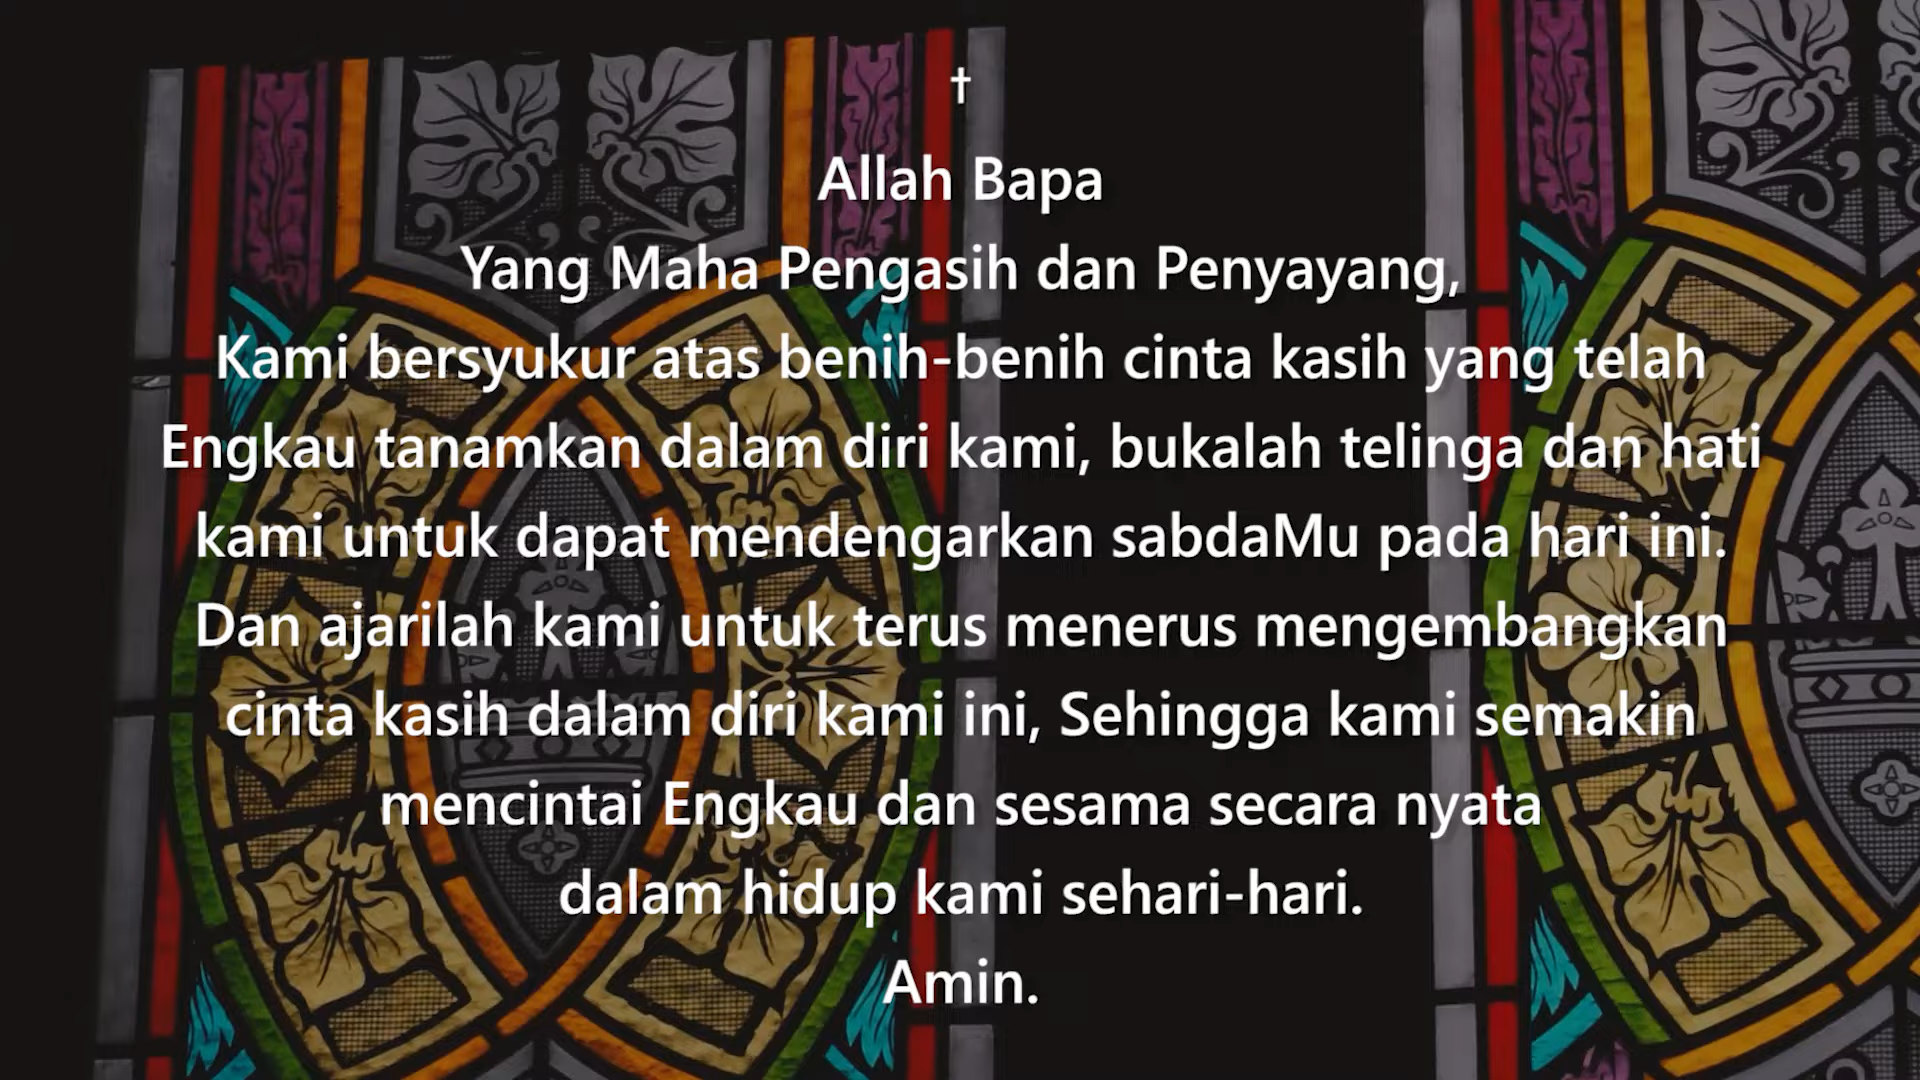 †
Allah Bapa
Yang Maha Pengasih dan Penyayang,
Kami bersyukur atas benih-benih cinta kasih yang telah
Engkau tanamkan dalam diri kami, bukalah telinga dan hati
kami untuk dapat mendengarkan sabdaMu pada hari ini.
Dan ajarilah kami untuk terus menerus mengembangkan
cinta kasih dalam diri kami ini, Sehingga kami semakin
mencintai Engkau dan sesama secara nyata
dalam hidup kami sehari-hari.
Amin.